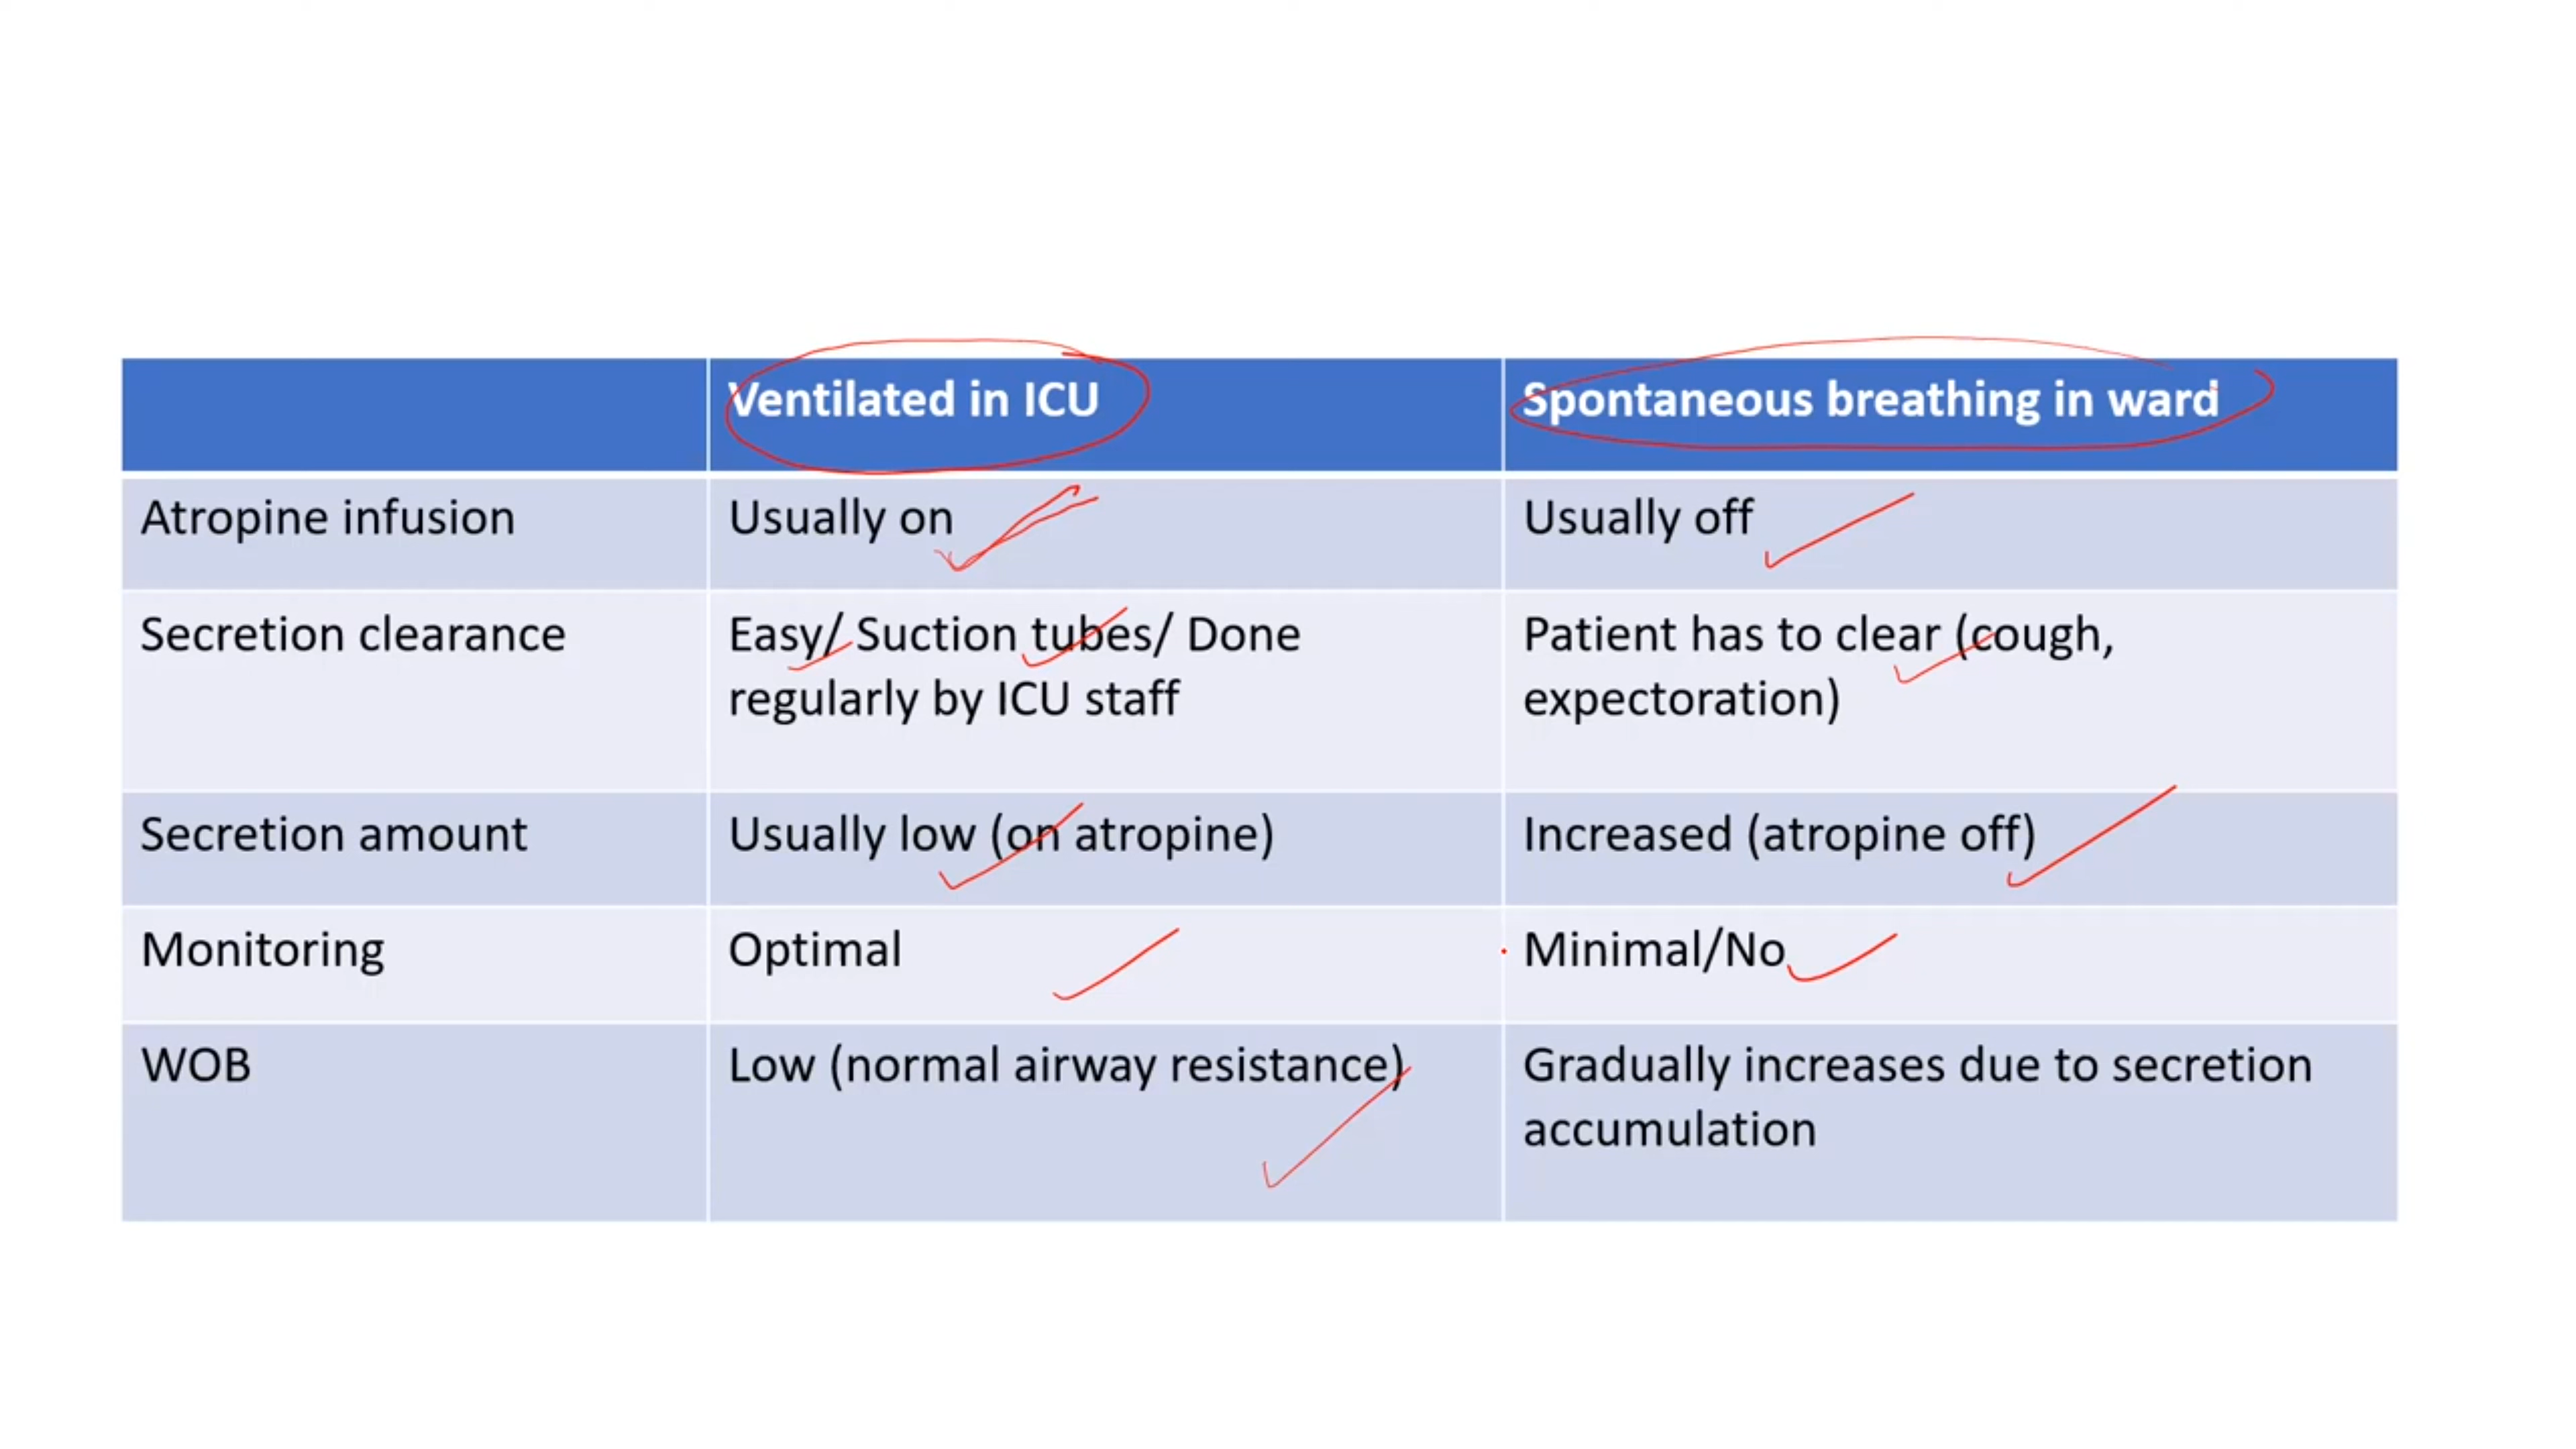 Ventilated in ICU
Spontaneous breathing in ward
Atropine infusion
Usually on
Usually off
Secretion clearance
Easy/ Suction tubes/ Done
regularly by ICU staff
Patient has to clear (cough,
expectoration)
Secretion amount
Usually low (on atropine)
Increased (atropine off)
Monitoring
Optimal
Minimal/No
WOB
Low (normal airway resistance)
Gradually increases due to secretion
accumulation